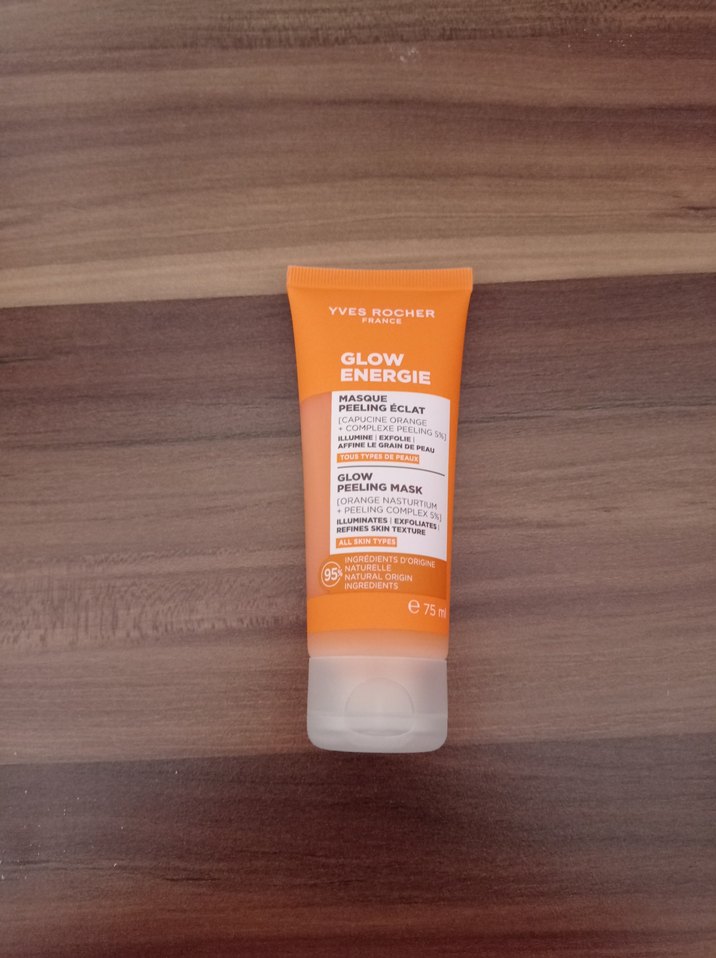 YVES ROCHER
FRANCE
GLOW
ENERGIE
MASQUE
PEELING ÉCLAT
[CAPUCINE ORANGE
+ COMPLEXE PEELING 5%]
ILLUMINE | EXFOLIE |
AFFINE LE GRAIN DE PEAU
TOUS TYPES DE PEAUX
GLOW
PEELING MASK
[ORANGE NASTURTIUM
+ PEELING COMPLEX 5%]
ILLUMINATES | EXFOLIATES |
REFINES SKIN TEXTURE
ALL SKIN TYPES
95%
INGRÉDIENTS D'ORIGINE
NATURELLE
NATURAL ORIGIN
INGREDIENTS
℮ 75 ml